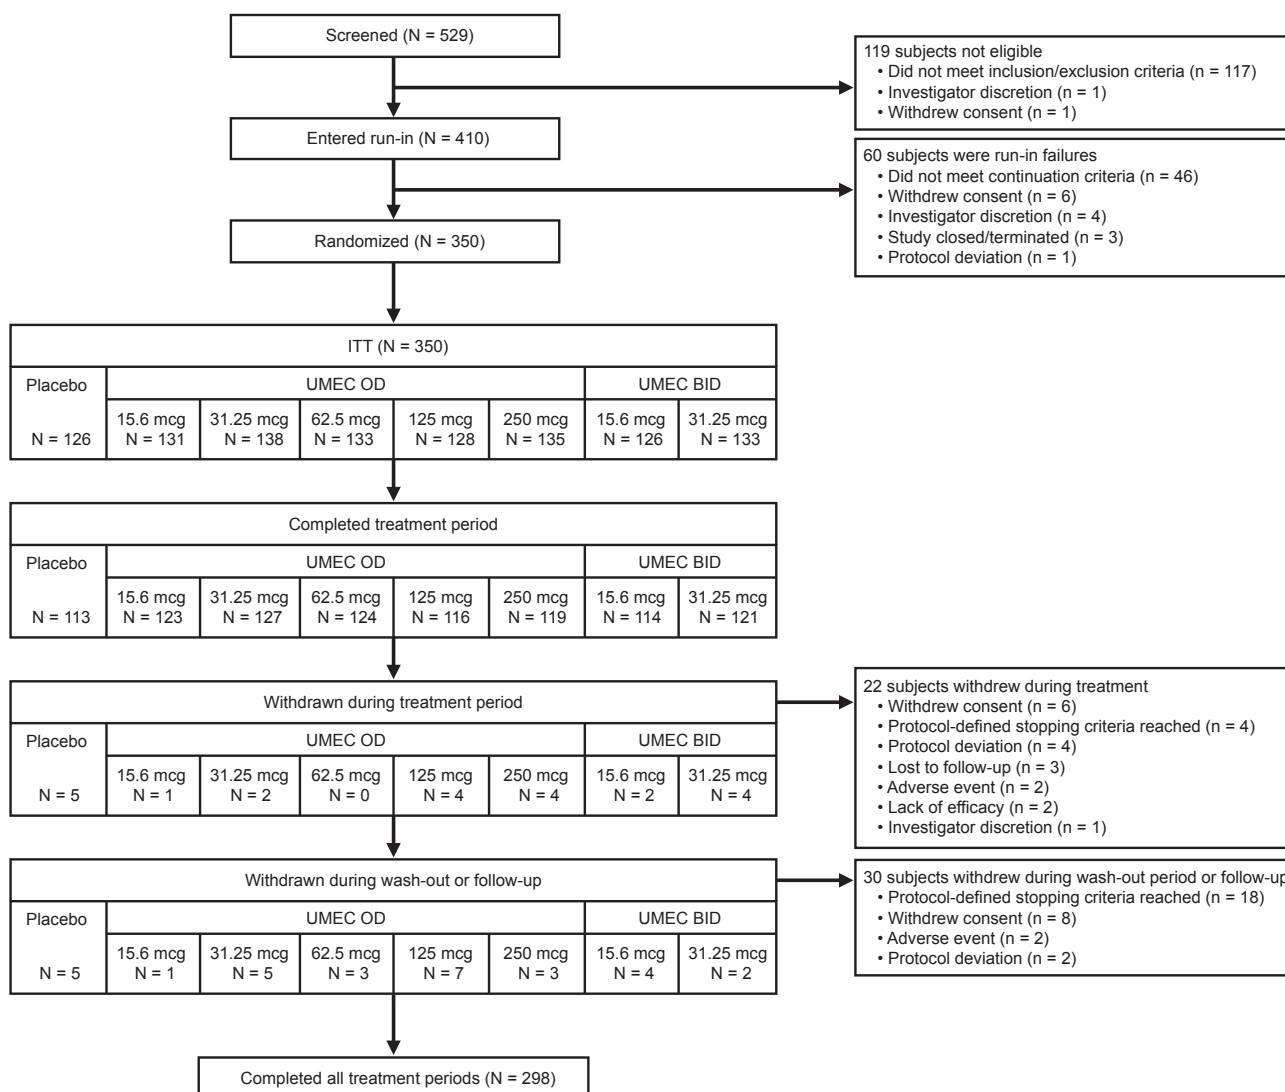 Screened (N = 529)
119 subjects not eligible
• Did not meet inclusion/exclusion criteria (n = 117)
• Investigator discretion (n = 1)
• Withdrew consent (n = 1)
Entered run-in (N = 410)
60 subjects were run-in failures
• Did not meet continuation criteria (n = 46)
• Withdrew consent (n = 6)
• Investigator discretion (n = 4)
• Study closed/terminated (n = 3)
• Protocol deviation (n = 1)
Randomized (N = 350)
ITT (N = 350)
Placebo UMEC OD UMEC BID
15.6 mcg 31.25 mcg 62.5 mcg 125 mcg 250 mcg 15.6 mcg 31.25 mcg
N = 126 N = 131 N = 138 N = 133 N = 128 N = 135 N = 126 N = 133
Completed treatment period
Placebo UMEC OD UMEC BID
15.6 mcg 31.25 mcg 62.5 mcg 125 mcg 250 mcg 15.6 mcg 31.25 mcg
N = 113 N = 123 N = 127 N = 124 N = 116 N = 119 N = 114 N = 121
Withdrawn during treatment period
Placebo UMEC OD UMEC BID
15.6 mcg 31.25 mcg 62.5 mcg 125 mcg 250 mcg 15.6 mcg 31.25 mcg
N = 5 N = 1 N = 2 N = 0 N = 4 N = 4 N = 2 N = 4
22 subjects withdrew during treatment
• Withdrew consent (n = 6)
• Protocol-defined stopping criteria reached (n = 4)
• Protocol deviation (n = 4)
• Lost to follow-up (n = 3)
• Adverse event (n = 2)
• Lack of efficacy (n = 2)
• Investigator discretion (n = 1)
Withdrawn during wash-out or follow-up
Placebo UMEC OD UMEC BID
15.6 mcg 31.25 mcg 62.5 mcg 125 mcg 250 mcg 15.6 mcg 31.25 mcg
N = 5 N = 1 N = 5 N = 3 N = 7 N = 3 N = 4 N = 2
30 subjects withdrew during wash-out period or follow-up
• Protocol-defined stopping criteria reached (n = 18)
• Withdrew consent (n = 8)
• Adverse event (n = 2)
• Protocol deviation (n = 2)
Completed all treatment periods (N = 298)